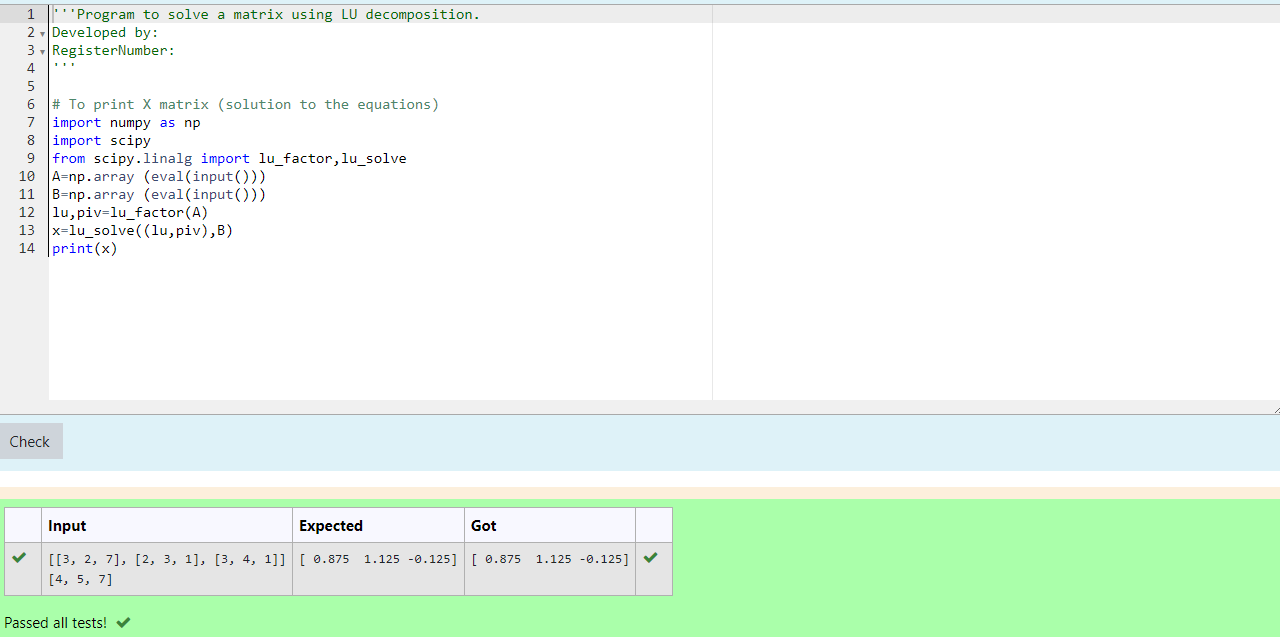 1 '''Program to solve a matrix using LU decomposition.
2 Developed by:
3 RegisterNumber:
4 '''
5
6 # To print X matrix (solution to the equations)
7 import numpy as np
8 import scipy
9 from scipy.linalg import lu_factor,lu_solve
10 A=np.array (eval(input()))
11 B=np.array (eval(input()))
12 lu,piv=lu_factor(A)
13 x=lu_solve((lu,piv),B)
14 print(x)
Check
Input Expected Got
[[3, 2, 7], [2, 3, 1], [3, 4, 1]] [ 0.875  1.125 -0.125] [ 0.875  1.125 -0.125]
[4, 5, 7]
Passed all tests!